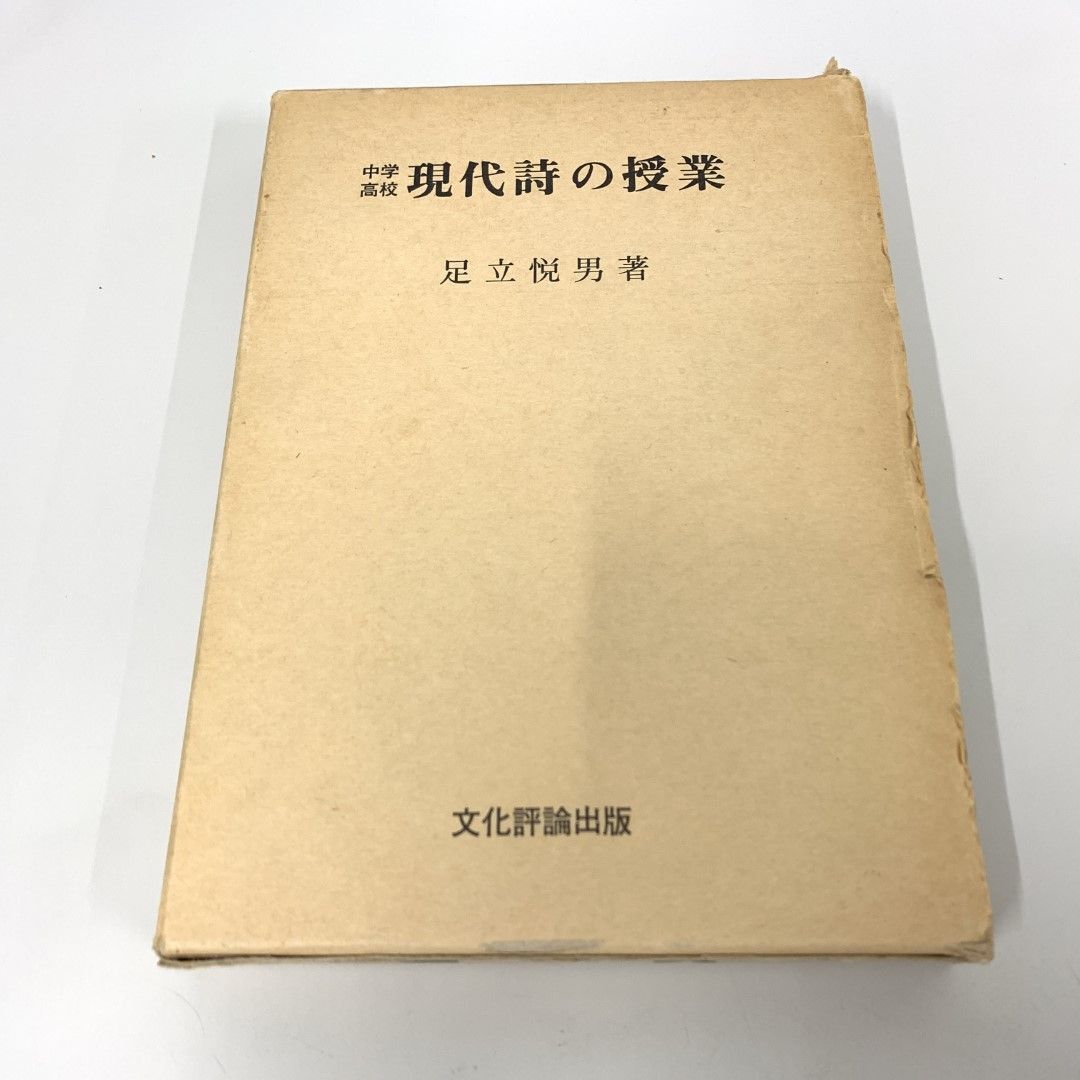 中学高校 現代詩の授業
足立悦男著
文化評論出版